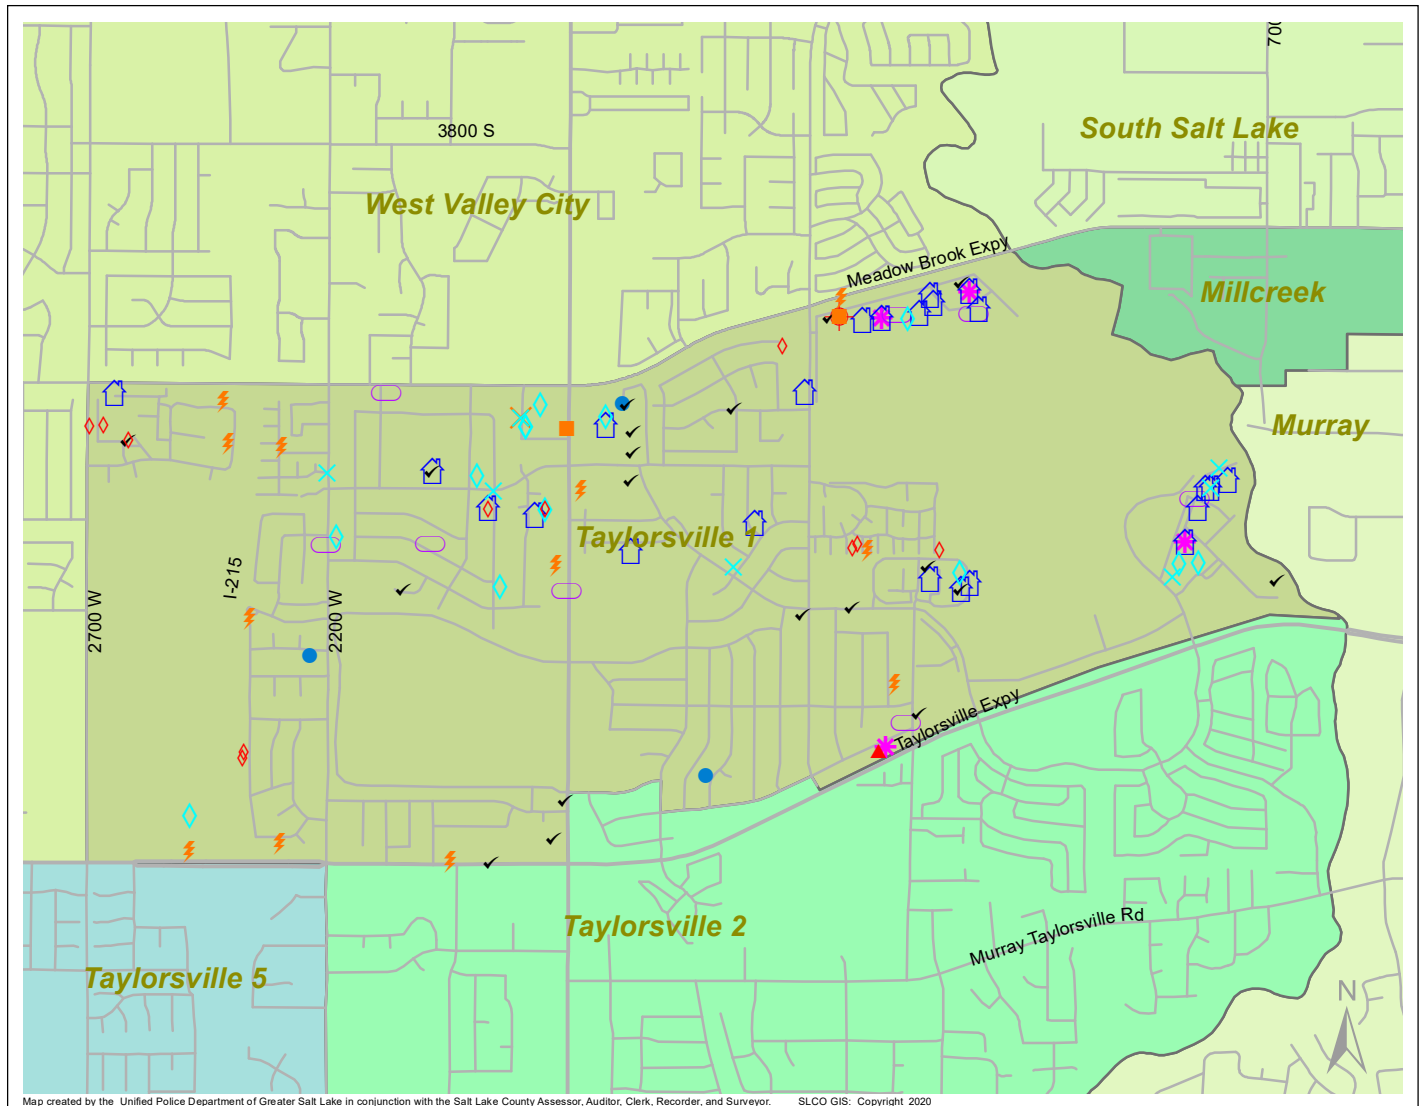 700
South Salt Lake
3800 S
West Valley City
Meadow Brook Expy
Millcreek
Murray
Taylorsville 1
I-215
2700 W
2200 W
Taylorsville Expy
Taylorsville 2
Murray Taylorsville Rd
Taylorsville 5
N
Map created by the Unified Police Department of Greater Salt Lake in conjunction with the Salt Lake County Assessor, Auditor, Clerk, Recorder, and Surveyor. SLCO GIS: Copyright 2020